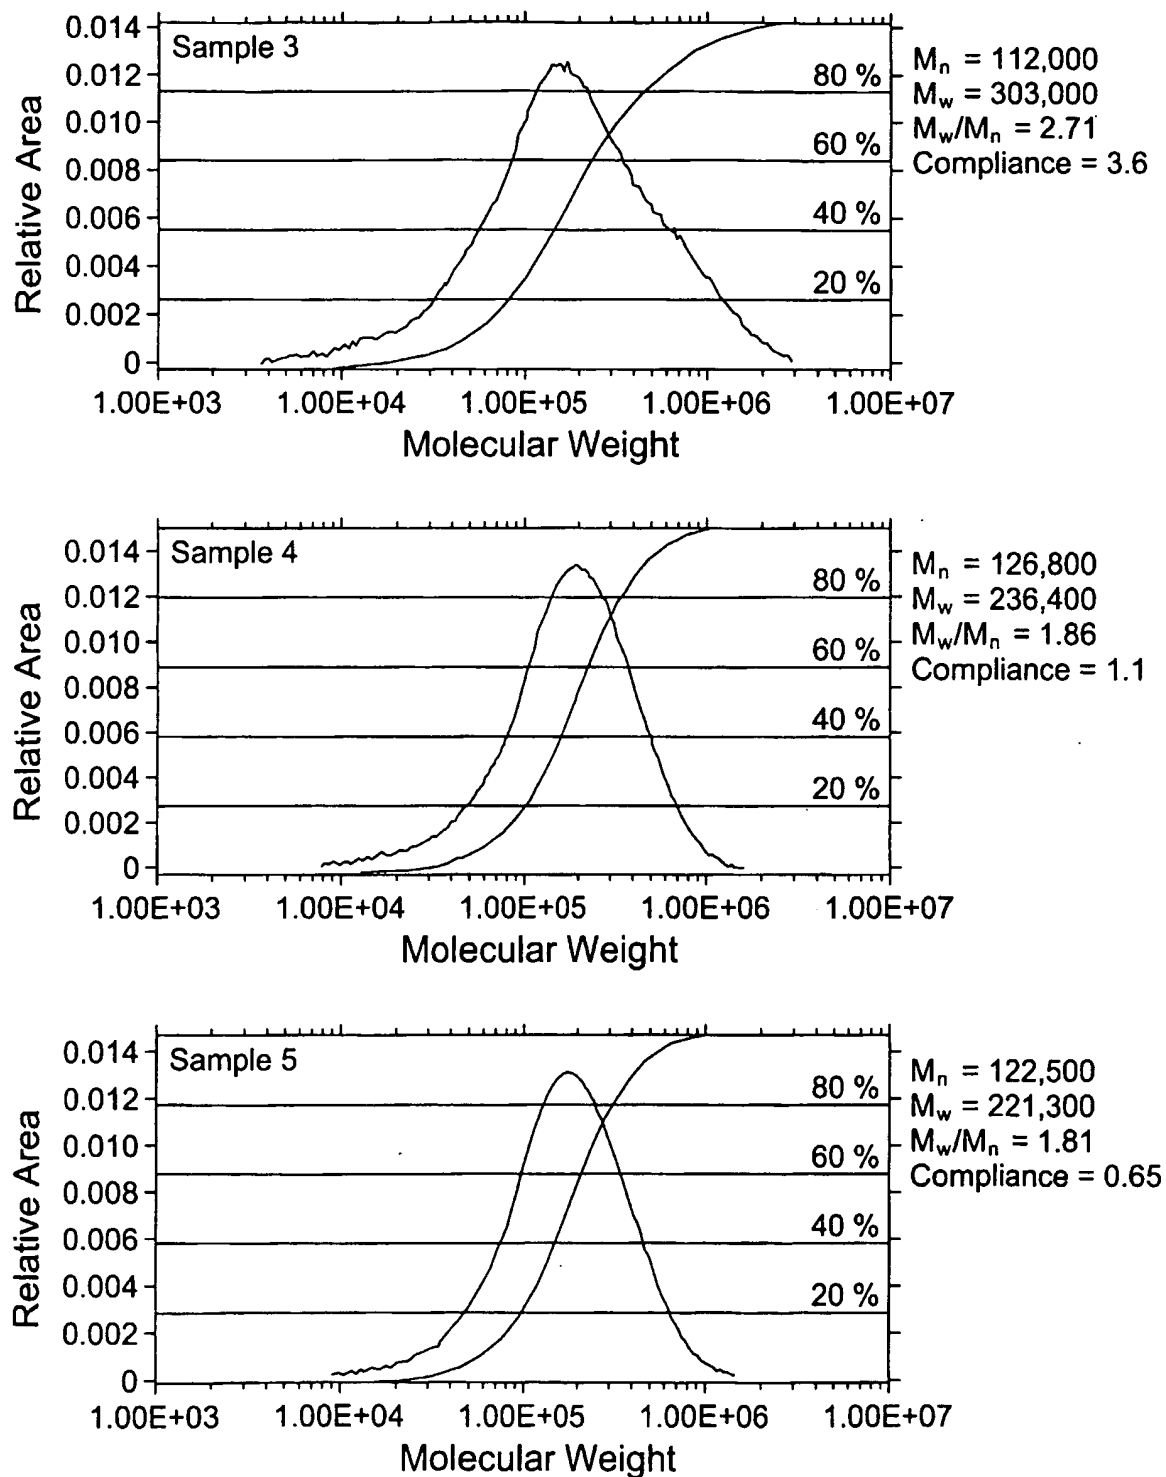 Sample 3
Relative Area
0.014
0.012
0.010
0.008
0.006
0.004
0.002
0
80 %
60 %
40 %
20 %
1.00E+03 1.00E+04 1.00E+05 1.00E+06 1.00E+07
Molecular Weight
Mn = 112,000
Mw = 303,000
Mw/Mn = 2.71
Compliance = 3.6
Sample 4
Relative Area
0.014
0.012
0.010
0.008
0.006
0.004
0.002
0
80 %
60 %
40 %
20 %
1.00E+03 1.00E+04 1.00E+05 1.00E+06 1.00E+07
Molecular Weight
Mn = 126,800
Mw = 236,400
Mw/Mn = 1.86
Compliance = 1.1
Sample 5
Relative Area
0.014
0.012
0.010
0.008
0.006
0.004
0.002
0
80 %
60 %
40 %
20 %
1.00E+03 1.00E+04 1.00E+05 1.00E+06 1.00E+07
Molecular Weight
Mn = 122,500
Mw = 221,300
Mw/Mn = 1.81
Compliance = 0.65